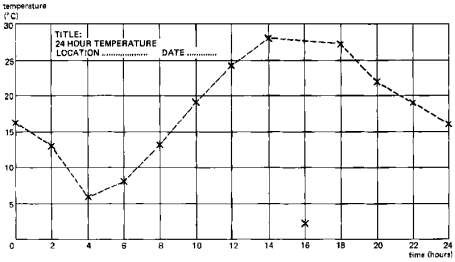 temperature
(°C)
30
TITLE:
24 HOUR TEMPERATURE
LOCATION .................... DATE .............
25
20
15
10
5
0 2 4 6 8 10 12 14 16 18 20 22 24
time (hours)